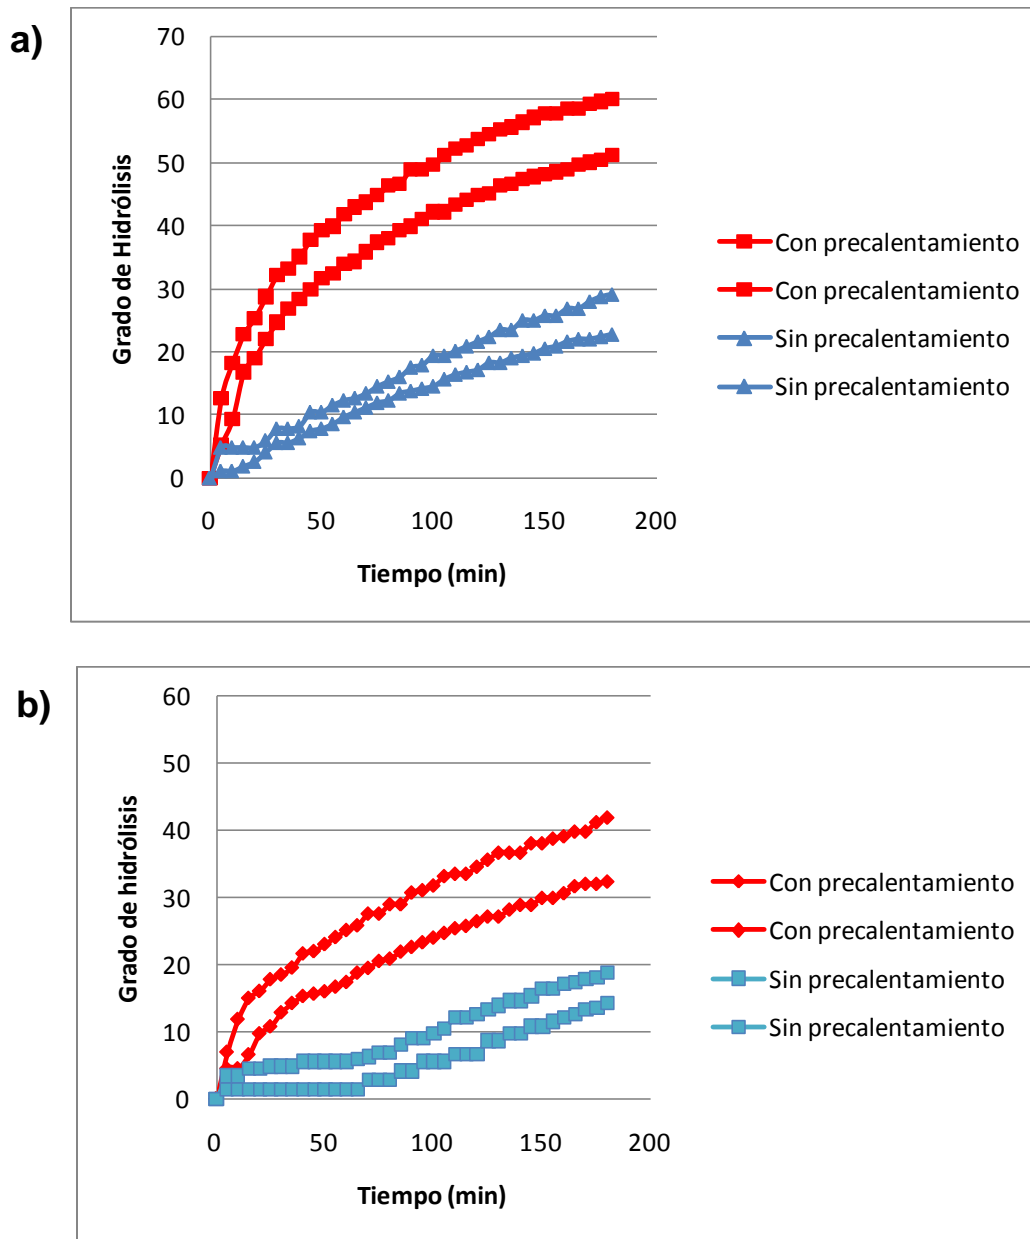 a)
70
60
50
40
30
20
10
0
Grado de Hidrólisis
0 50 100 150 200
Tiempo (min)
Con precalentamiento
Con precalentamiento
Sin precalentamiento
Sin precalentamiento
b)
60
50
40
30
20
10
0
Grado de hidrólisis
0 50 100 150 200
Tiempo (min)
Con precalentamiento
Con precalentamiento
Sin precalentamiento
Sin precalentamiento